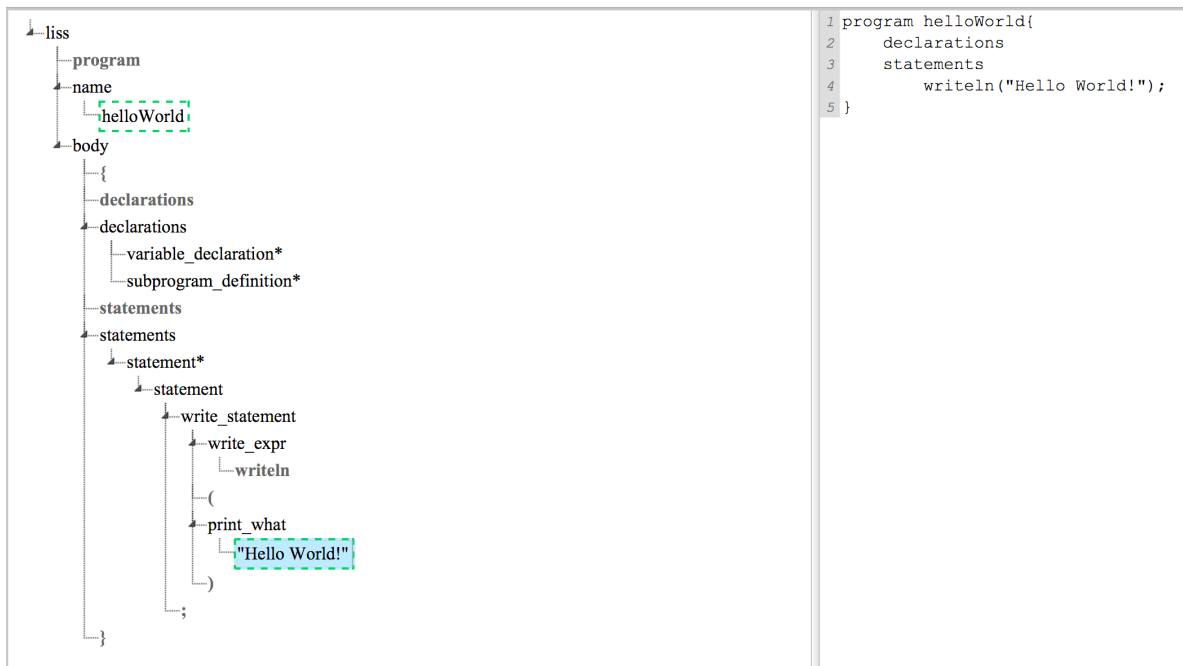 liss
program
name
helloWorld
body
{
declarations
declarations
variable_declaration*
subprogram_definition*
statements
statements
statement*
statement
write_statement
write_expr
writeln
(
print_what
"Hello World!"
)
;
}
1 program helloWorld{
2 declarations
3 statements
4 writeln("Hello World!");
5 }